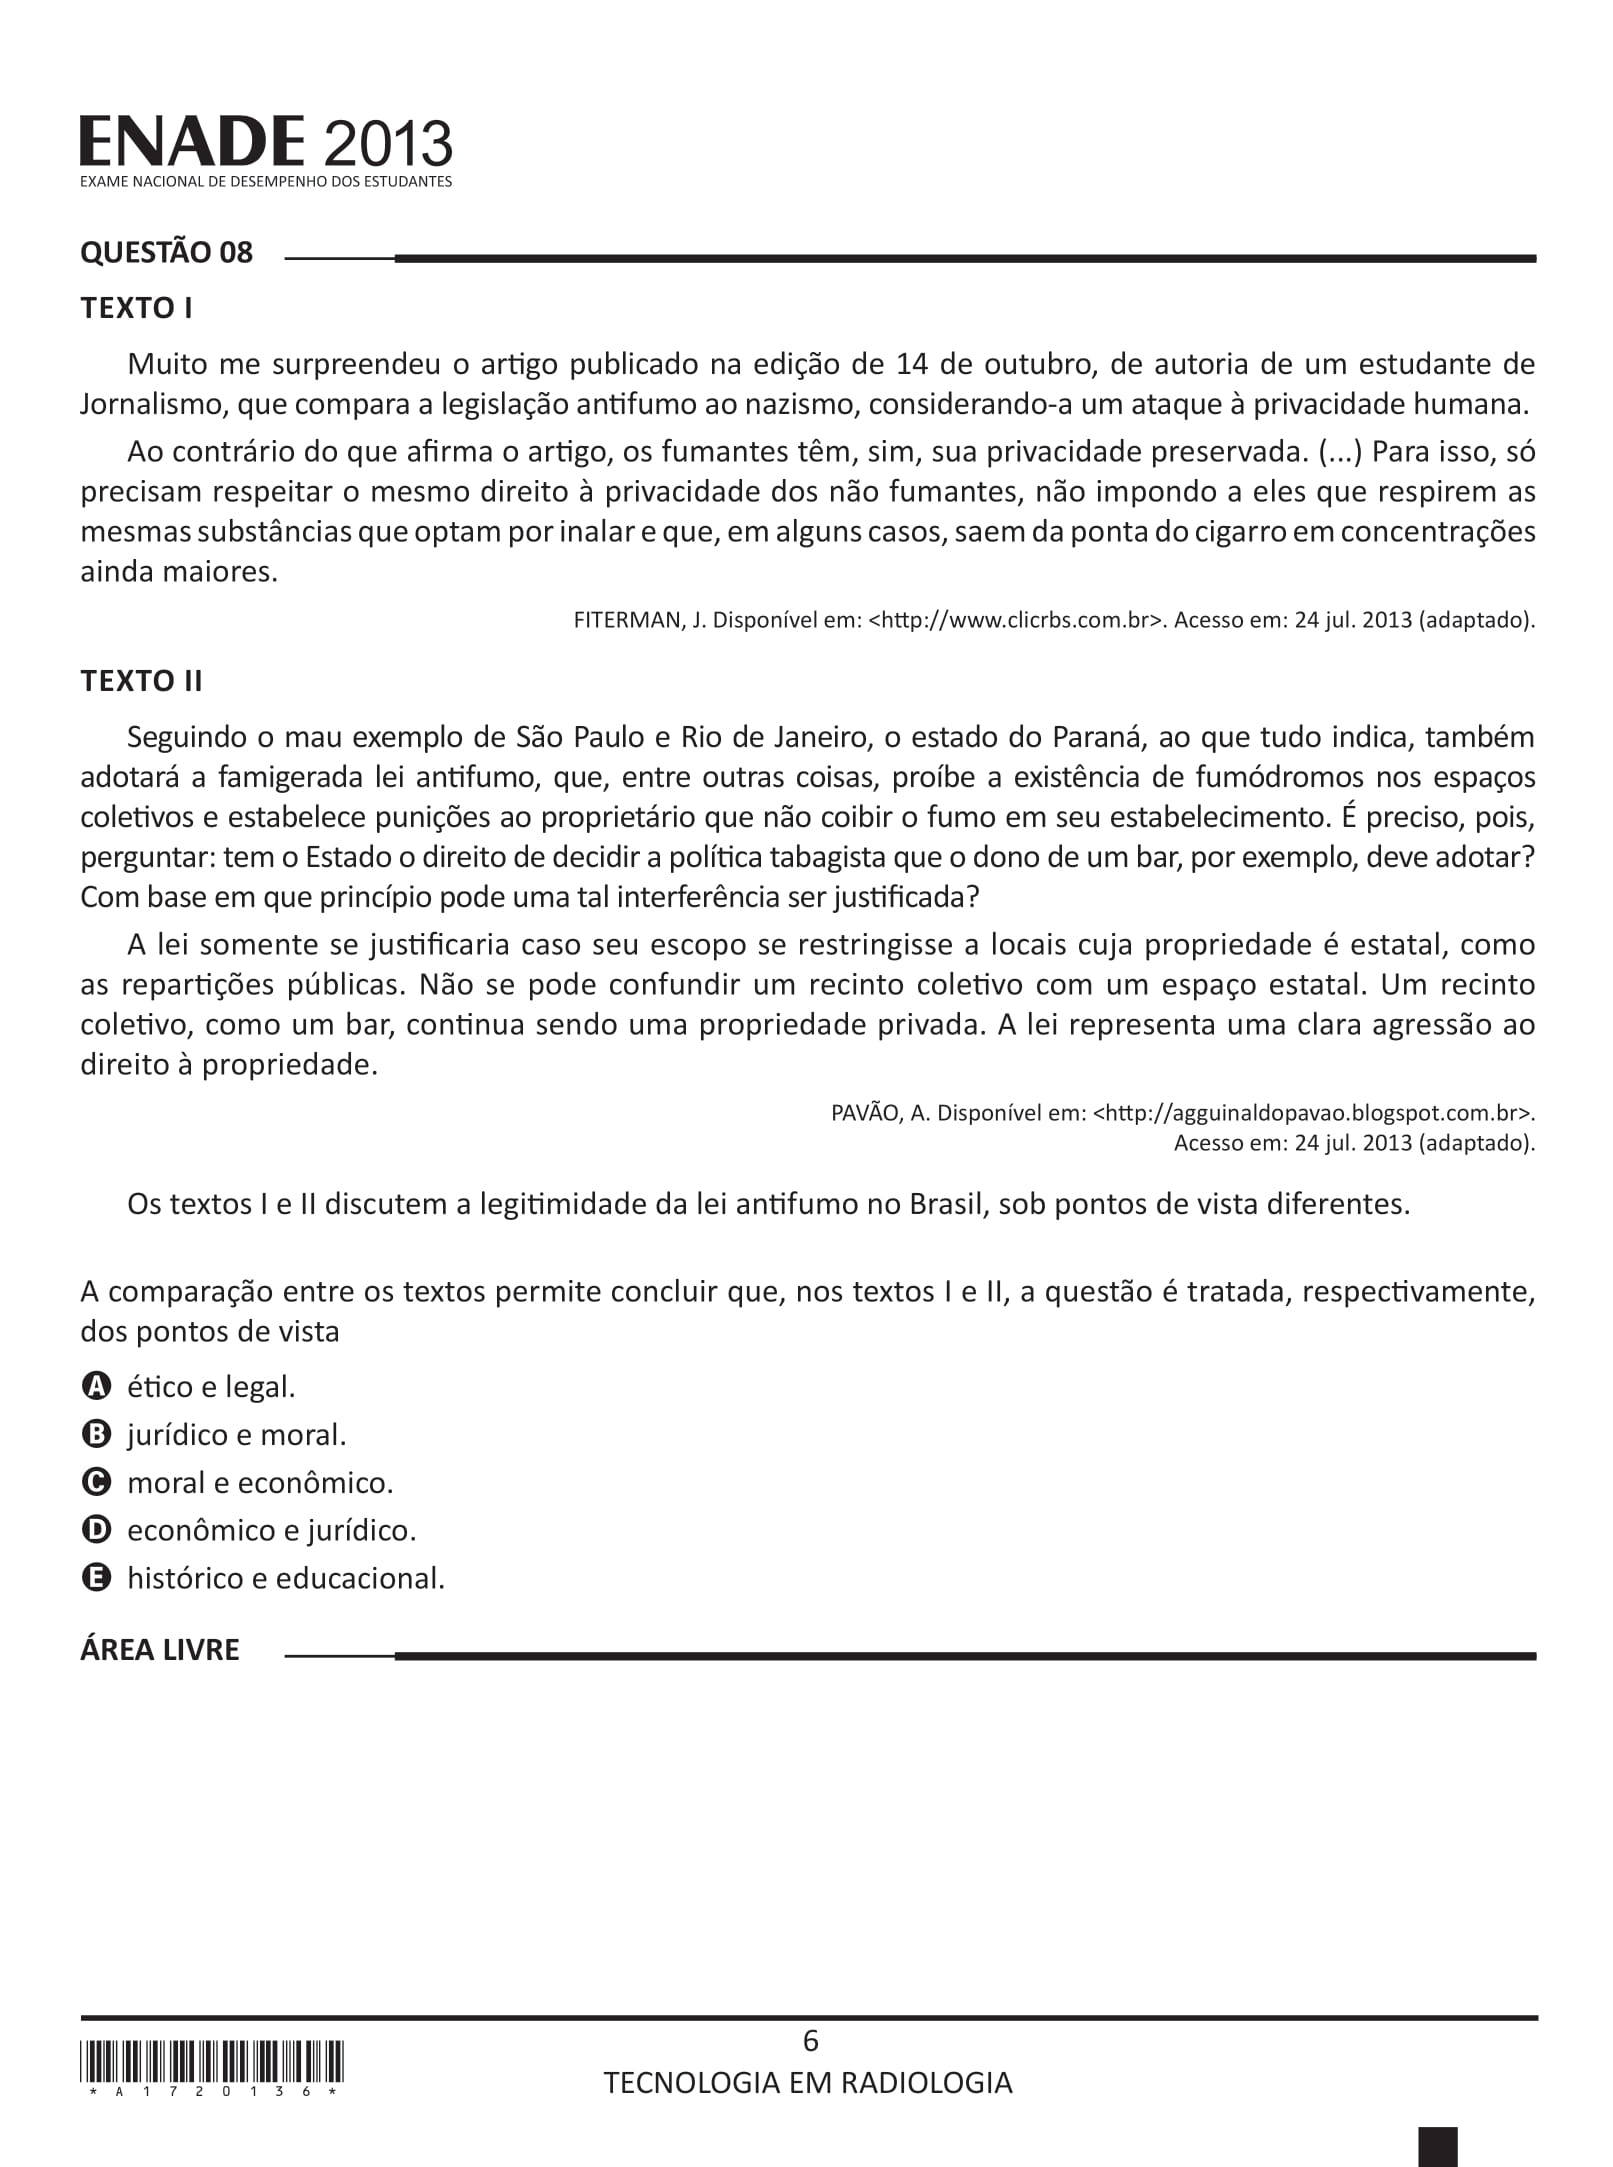 ENADE 2013
EXAME NACIONAL DE DESEMPENHO DOS ESTUDANTES
QUESTÃO 08
TEXTO I
Muito me surpreendeu o artigo publicado na edição de 14 de outubro, de autoria de um estudante de
Jornalismo, que compara a legislação antifumo ao nazismo, considerando-a um ataque à privacidade humana.
Ao contrário do que afirma o artigo, os fumantes têm, sim, sua privacidade preservada. (...) Para isso, só
precisam respeitar o mesmo direito à privacidade dos não fumantes, não impondo a eles que respirem as
mesmas substâncias que optam por inalar e que, em alguns casos, saem da ponta do cigarro em concentrações
ainda maiores.
FITERMAN, J. Disponível em: <http://www.clicrbs.com.br>. Acesso em: 24 jul. 2013 (adaptado).
TEXTO II
Seguindo o mau exemplo de São Paulo e Rio de Janeiro, o estado do Paraná, ao que tudo indica, também
adotará a famigerada lei antifumo, que, entre outras coisas, proíbe a existência de fumódromos nos espaços
coletivos e estabelece punições ao proprietário que não coibir o fumo em seu estabelecimento. É preciso, pois,
perguntar: tem o Estado o direito de decidir a política tabagista que o dono de um bar, por exemplo, deve adotar?
Com base em que princípio pode uma tal interferência ser justificada?
A lei somente se justificaria caso seu escopo se restringisse a locais cuja propriedade é estatal, como
as repartições públicas. Não se pode confundir um recinto coletivo com um espaço estatal. Um recinto
coletivo, como um bar, continua sendo uma propriedade privada. A lei representa uma clara agressão ao
direito à propriedade.
PAVÃO, A. Disponível em: <http://agguinaldopavao.blogspot.com.br>.
Acesso em: 24 jul. 2013 (adaptado).
Os textos I e II discutem a legitimidade da lei antifumo no Brasil, sob pontos de vista diferentes.
A comparação entre os textos permite concluir que, nos textos I e II, a questão é tratada, respectivamente,
dos pontos de vista
A ético e legal.
B jurídico e moral.
C moral e econômico.
D econômico e jurídico.
E histórico e educacional.
ÁREA LIVRE
6
TECNOLOGIA EM RADIOLOGIA
* A 1 7 2 0 1 3 6 *